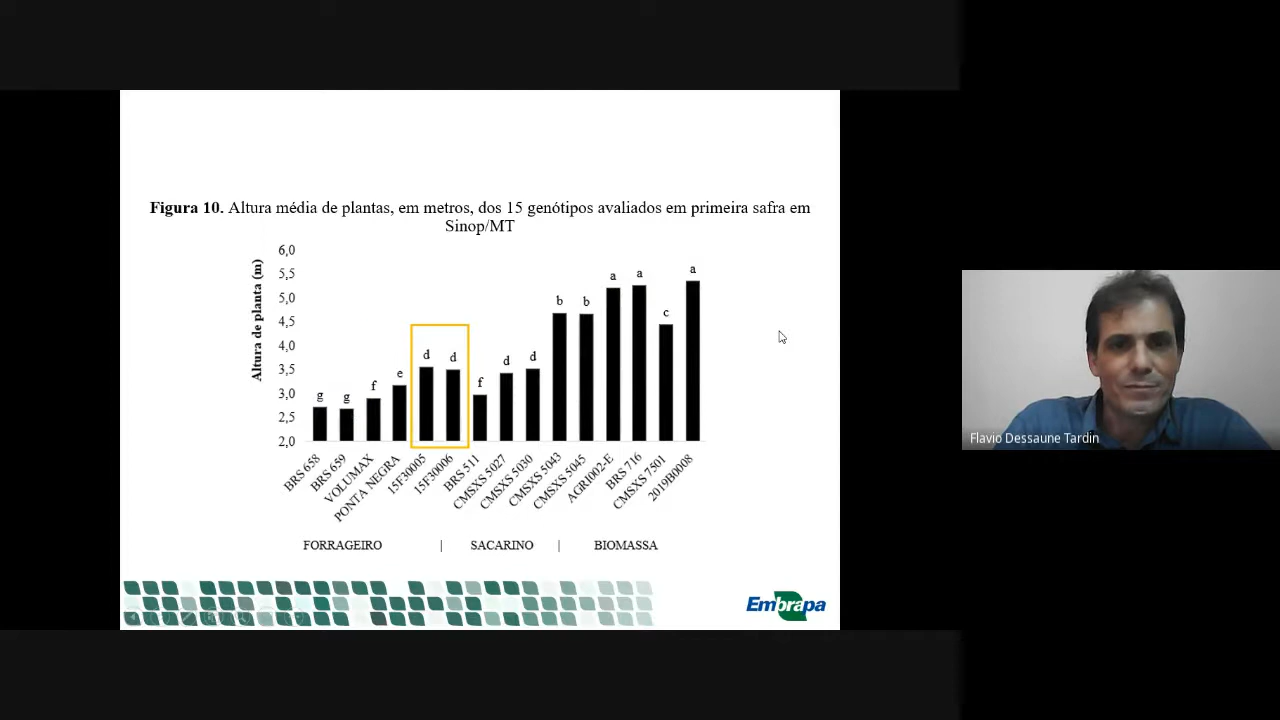 Figura 10. Altura média de plantas, em metros, dos 15 genótipos avaliados em primeira safra em
Sinop/MT
Altura de planta (m)
6,0
5,5
5,0
4,5
4,0
3,5
3,0
2,5
2,0
g
g
f
e
d
d
f
d
d
b
b
a
a
c
a
BRS 658
BRS 659
VOLUMAX
PONTA NEGRA
15F30005
15F30006
BRS 511
CMSXS 5027
CMSXS 5030
CMSXS 5043
CMSXS 5045
AGRI002-E
BRS 716
CMSXS 7501
2019B0008
FORRAGEIRO | SACARINO | BIOMASSA
Embrapa
Flavio Dessaune Tardin